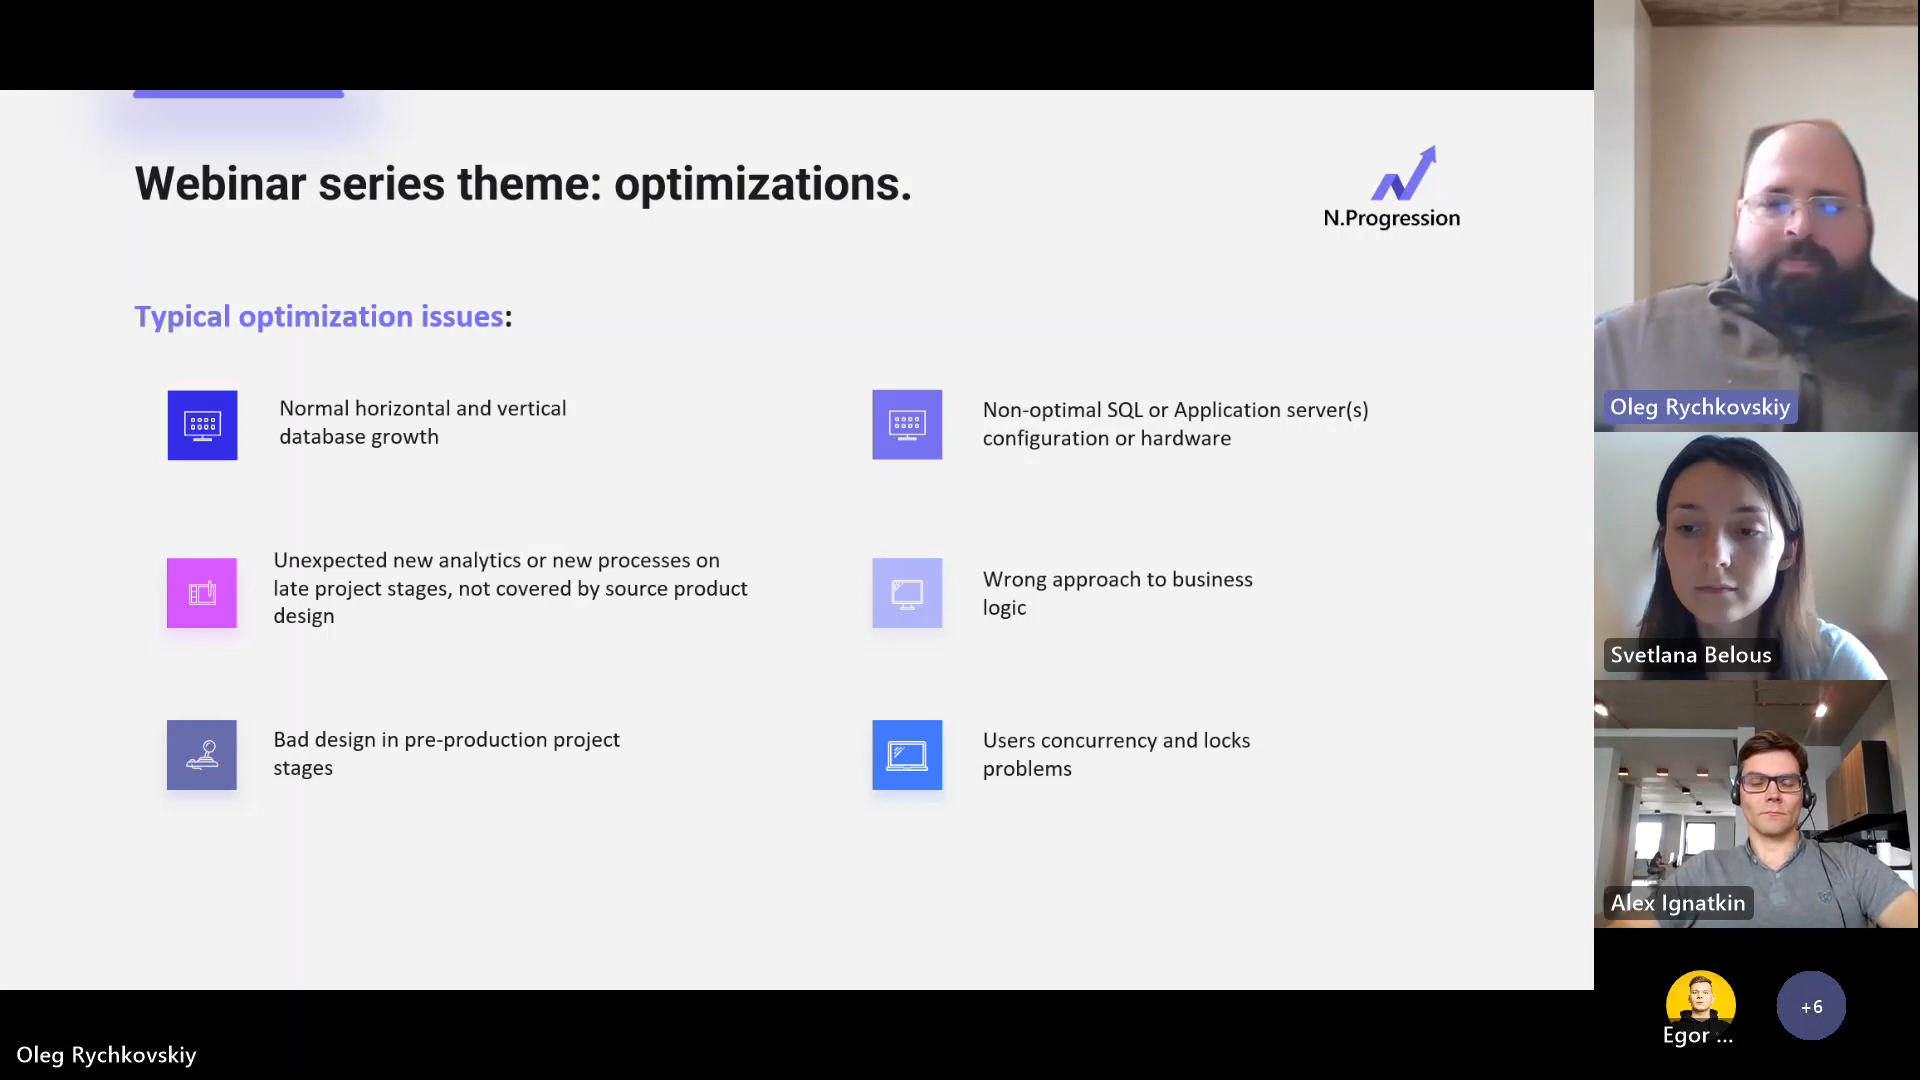 Webinar series theme: optimizations.
N.Progression
Typical optimization issues:
Normal horizontal and vertical
database growth
Non-optimal SQL or Application server(s)
configuration or hardware
Unexpected new analytics or new processes on
late project stages, not covered by source product
design
Wrong approach to business
logic
Bad design in pre-production project
stages
Users concurrency and locks
problems
Oleg Rychkovskiy
Svetlana Belous
Alex Ignatkin
Egor ...
+6
Oleg Rychkovskiy